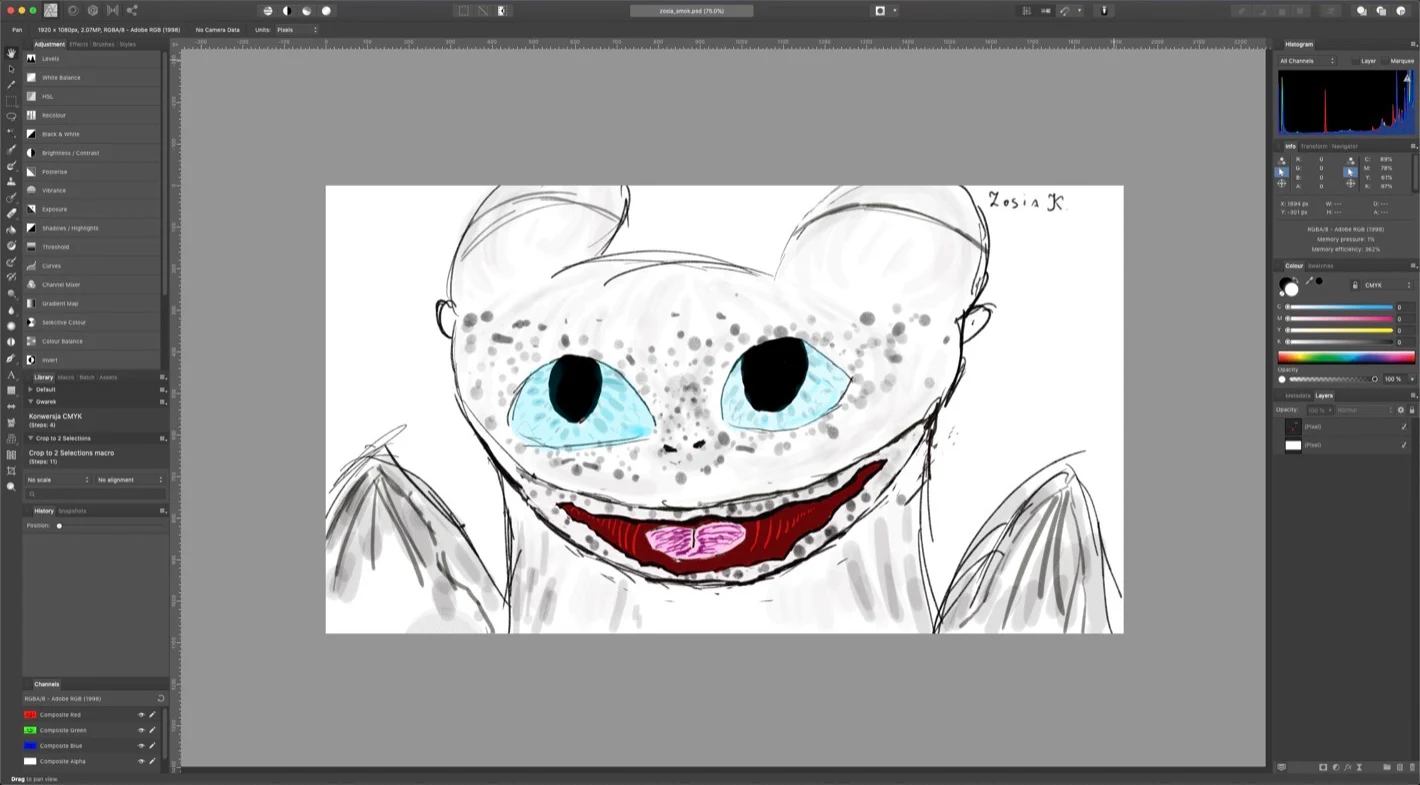 zosia_smok.psd (75.0%)
Pan
1920 × 1080px, 2.07MP, RGBA/8 - Adobe RGB (1998)
No Camera Data
Units: Pixels
Adjustment Effects Brushes Styles
Levels
White Balance
HSL
Recolour
Black & White
Brightness / Contrast
Posterise
Vibrance
Exposure
Shadows / Highlights
Threshold
Curves
Channel Mixer
Gradient Map
Selective Colour
Colour Balance
Invert
Library Macro Batch Assets
Default
Gwarek
Konwersja CMYK
(Steps: 4)
Crop to 2 Selections
Crop to 2 Selections macro
(Steps: 11)
No scale No alignment
History Snapshots
Position:
Channels
RGBA/8 - Adobe RGB (1998)
Composite Red
Composite Green
Composite Blue
Composite Alpha
Drag to pan view.
Zosia K.
Histogram
All Channels Layer Marquee
Info Transform Navigator
R: 0 C: 89%
G: 0 M: 78%
B: 0 Y: 61%
A: 0 K: 97%
X: 1894 px W: --- D: ---
Y: -301 px H: --- A: ---
RGBA/8 - Adobe RGB (1998)
Memory pressure: 1%
Memory efficiency: 362%
Colour Swatches
CMYK
C 0
M 0
Y 0
K 0
Opacity
100 %
Metadata Layers
Opacity: 100 % Normal
(Pixel)
(Pixel)